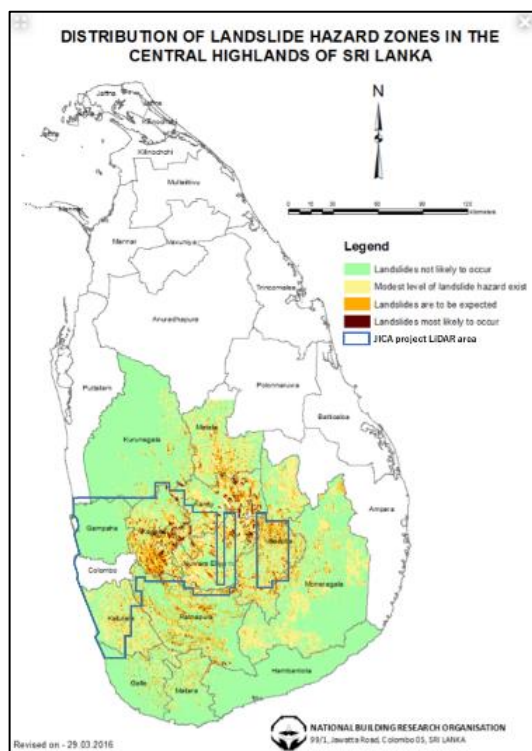 DISTRIBUTION OF LANDSLIDE HAZARD ZONES IN THE
CENTRAL HIGHLANDS OF SRI LANKA
N
Jaffna
Kilinochchi
Mullaitivu
Mannar
Vavuniya
Trincomalee
Anuradhapura
Puttalam
Polonnaruwa
Batticaloa
Kurunegala
Matale
Ampara
Kandy
Gampaha
Colombo
Nuwara Eliya
Badulla
Moneragala
Kalutara
Ratnapura
Hambantota
Galle
Matara
Legend
Landslides not likely to occur
Modest level of landslide hazard exist
Landslides are to be expected
Landslides most likely to occur
JICA project LiDAR area
Revised on - 29.03.2016
NATIONAL BUILDING RESEARCH ORGANISATION
99/1, Jawatta Road, Colombo 05, SRI LANKA